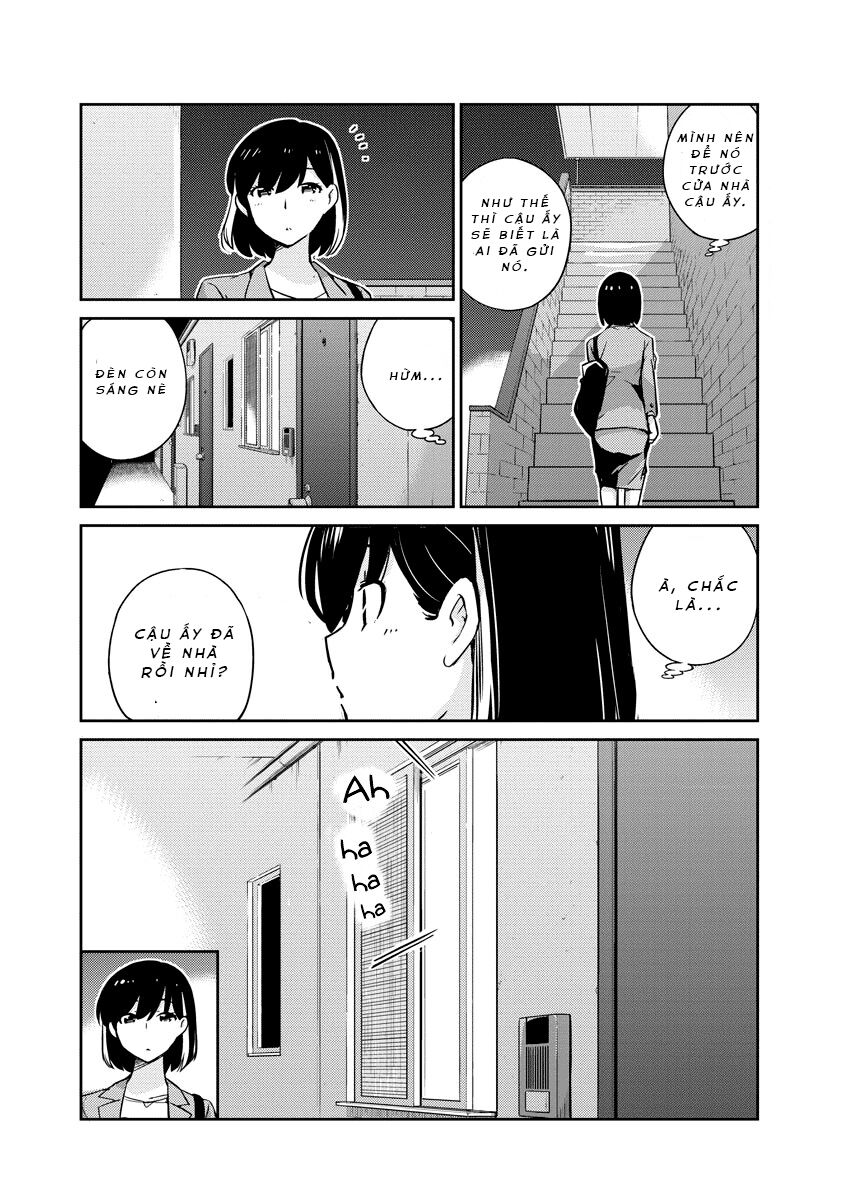 MÌNH NÊN
ĐỂ NÓ
TRƯỚC
CỬA NHÀ
CẬU ẤY.
NHƯ THẾ
THÌ CẬU ẤY
SẼ BIẾT LÀ
AI ĐÃ GỬI
NÓ.
HỪM...
ĐÈN CÒN
SÁNG NÈ
À, CHẮC
LÀ...
CẬU ẤY ĐÃ
VỀ NHÀ
RỒI NHỈ?
Ah
ha
ha
ha